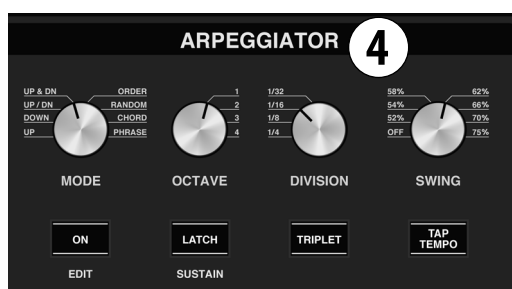 ARPEGGIATOR 4
UP & DN ORDER 1 1/32 58% 62%
UP / DN RANDOM 2 1/16 54% 66%
DOWN CHORD 3 1/8 52% 70%
UP PHRASE 4 1/4 OFF 75%
MODE OCTAVE DIVISION SWING
ON LATCH TRIPLET TAP
TEMPO
EDIT SUSTAIN